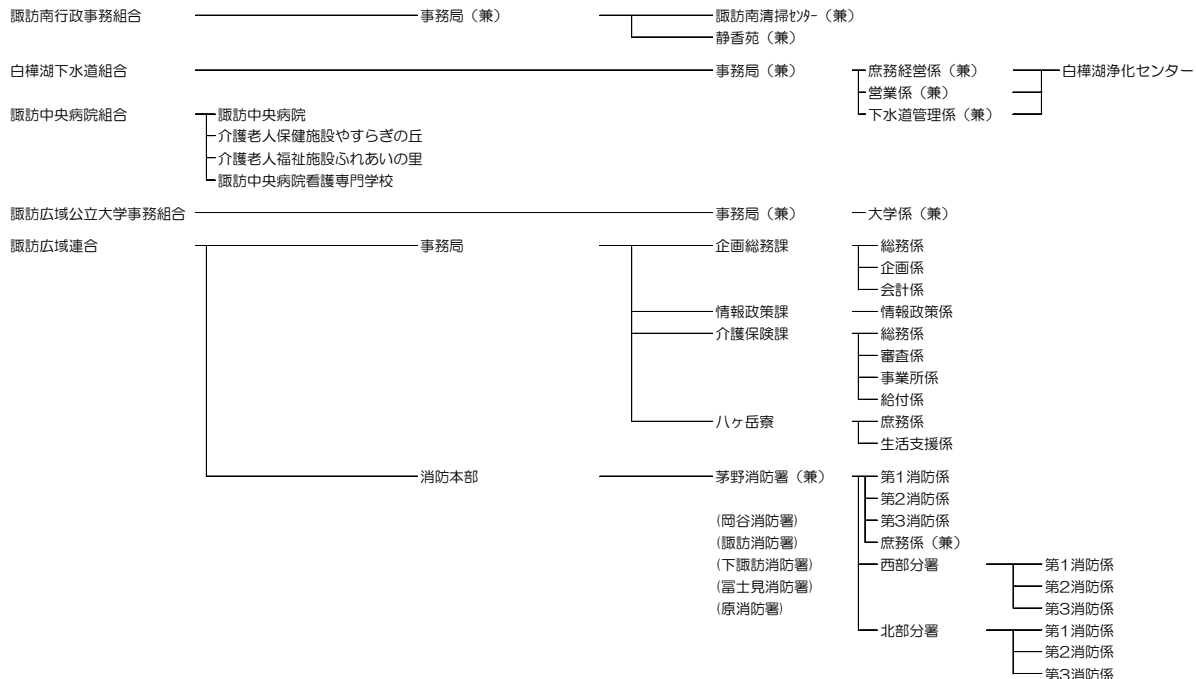 諏訪南行政事務組合 事務局（兼） 諏訪南清掃ｾﾝﾀｰ（兼）
静香苑（兼）
白樺湖下水道組合 事務局（兼） 庶務経営係（兼） 白樺湖浄化センター
営業係（兼）
諏訪中央病院組合 諏訪中央病院 下水道管理係（兼）
介護老人保健施設やすらぎの丘
介護老人福祉施設ふれあいの里
諏訪中央病院看護専門学校
諏訪広域公立大学事務組合 事務局（兼） 大学係（兼）
諏訪広域連合 事務局 企画総務課 総務係
企画係
会計係
情報政策課 情報政策係
介護保険課 総務係
審査係
事業所係
給付係
八ヶ岳寮 庶務係
生活支援係
消防本部 茅野消防署（兼） 第1消防係
第2消防係
(岡谷消防署) 第3消防係
(諏訪消防署) 庶務係（兼）
(下諏訪消防署) 西部分署 第1消防係
(富士見消防署) 第2消防係
(原消防署) 第3消防係
北部分署 第1消防係
第2消防係
第3消防係